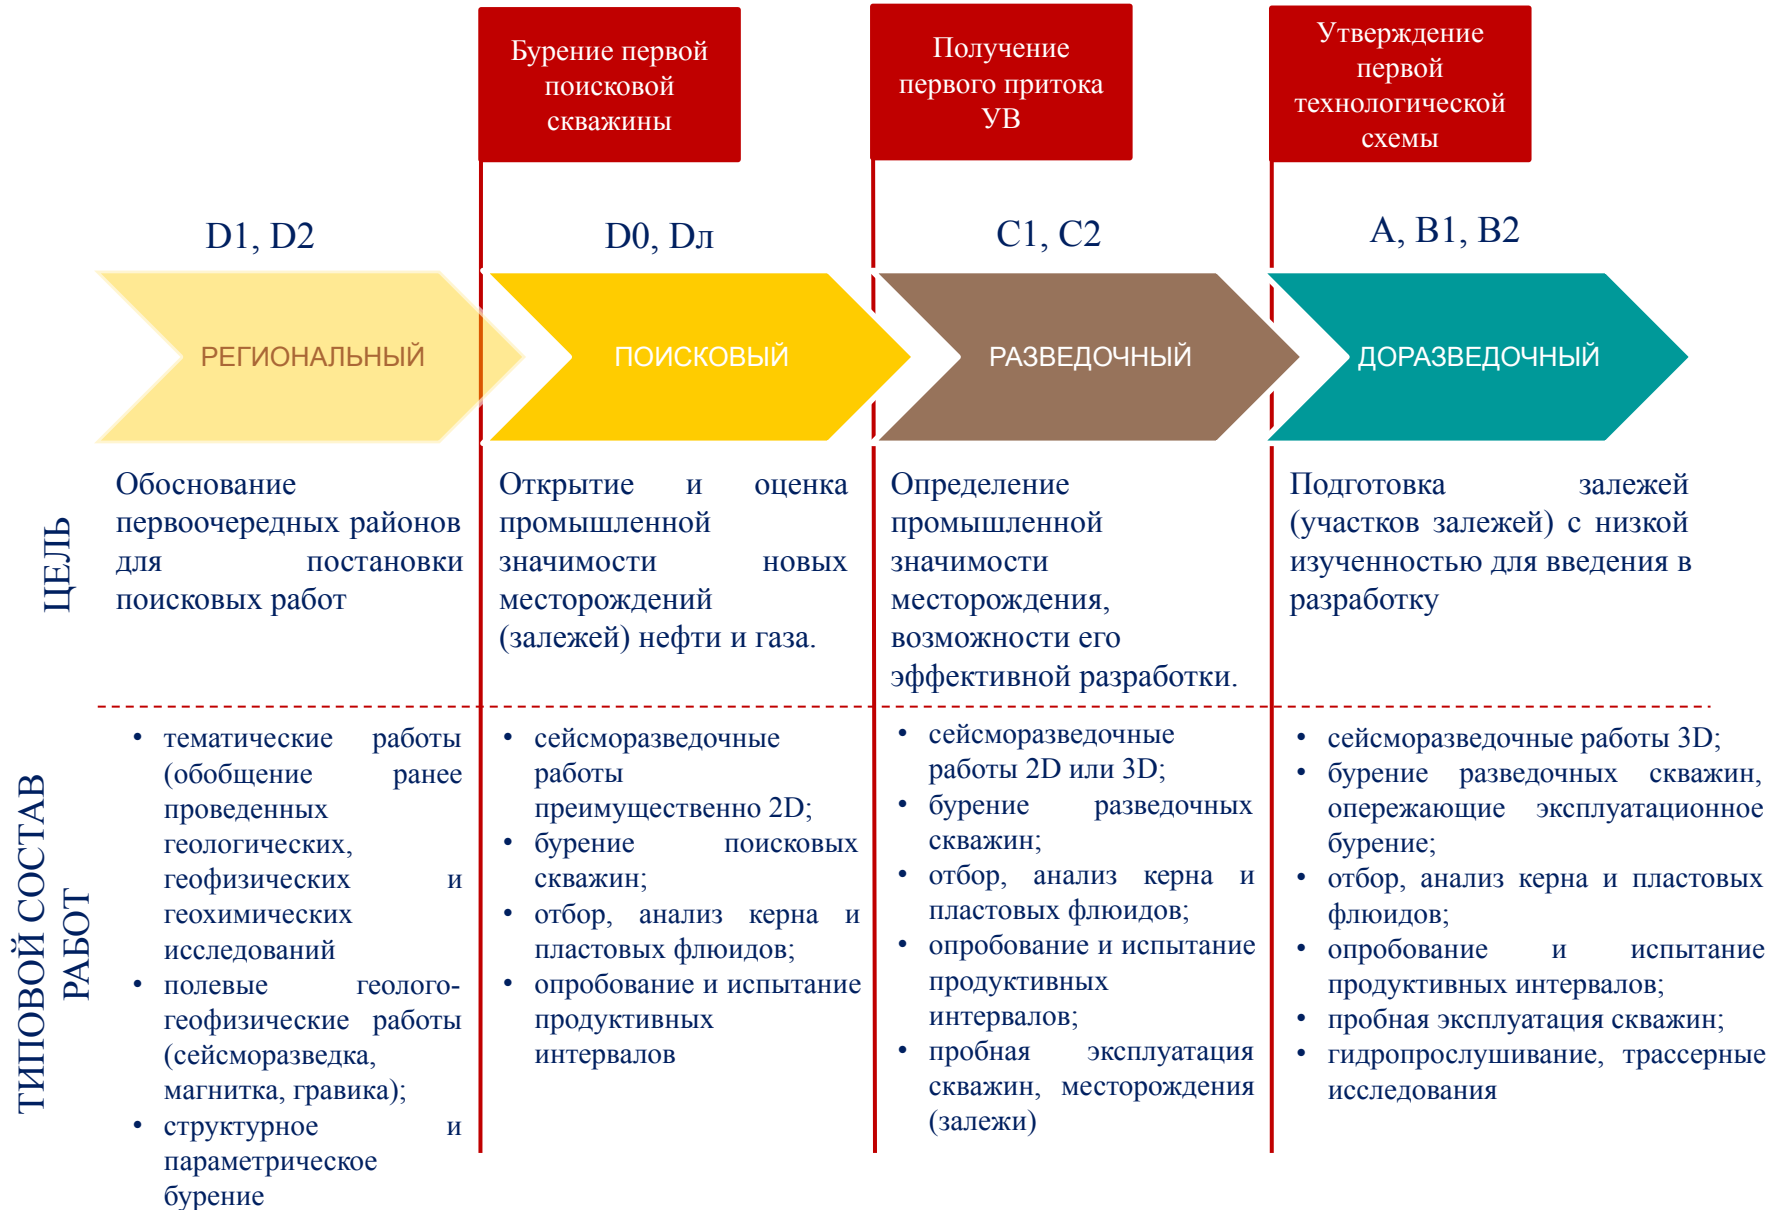 Бурение первой
поисковой
скважины
Получение
первого притока
УВ
Утверждение
первой
технологической
схемы
D1, D2
D0, Dл
C1, C2
A, B1, B2
РЕГИОНАЛЬНЫЙ
ПОИСКОВЫЙ
РАЗВЕДОЧНЫЙ
ДОРАЗВЕДОЧНЫЙ
ЦЕЛЬ
Обоснование
первоочередных районов
для постановки
поисковых работ
Открытие и оценка
промышленной
значимости новых
месторождений
(залежей) нефти и газа.
Определение
промышленной
значимости
месторождения,
возможности его
эффективной разработки.
Подготовка залежей
(участков залежей) с низкой
изученностью для введения в
разработку
ТИПОВОЙ СОСТАВ
РАБОТ
• тематические работы
(обобщение ранее
проведенных
геологических,
геофизических и
геохимических
исследований
• полевые геолого-
геофизические работы
(сейсморазведка,
магнитка, гравика);
• структурное и
параметрическое
бурение
• сейсморазведочные
работы
преимущественно 2D;
• бурение поисковых
скважин;
• отбор, анализ керна и
пластовых флюидов;
• опробование и испытание
продуктивных
интервалов
• сейсморазведочные
работы 2D или 3D;
• бурение разведочных
скважин;
• отбор, анализ керна и
пластовых флюидов;
• опробование и испытание
продуктивных
интервалов;
• пробная эксплуатация
скважин, месторождения
(залежи)
• сейсморазведочные работы 3D;
• бурение разведочных скважин,
опережающие эксплуатационное
бурение;
• отбор, анализ керна и пластовых
флюидов;
• опробование и испытание
продуктивных интервалов;
• пробная эксплуатация скважин;
• гидропрослушивание, трассерные
исследования